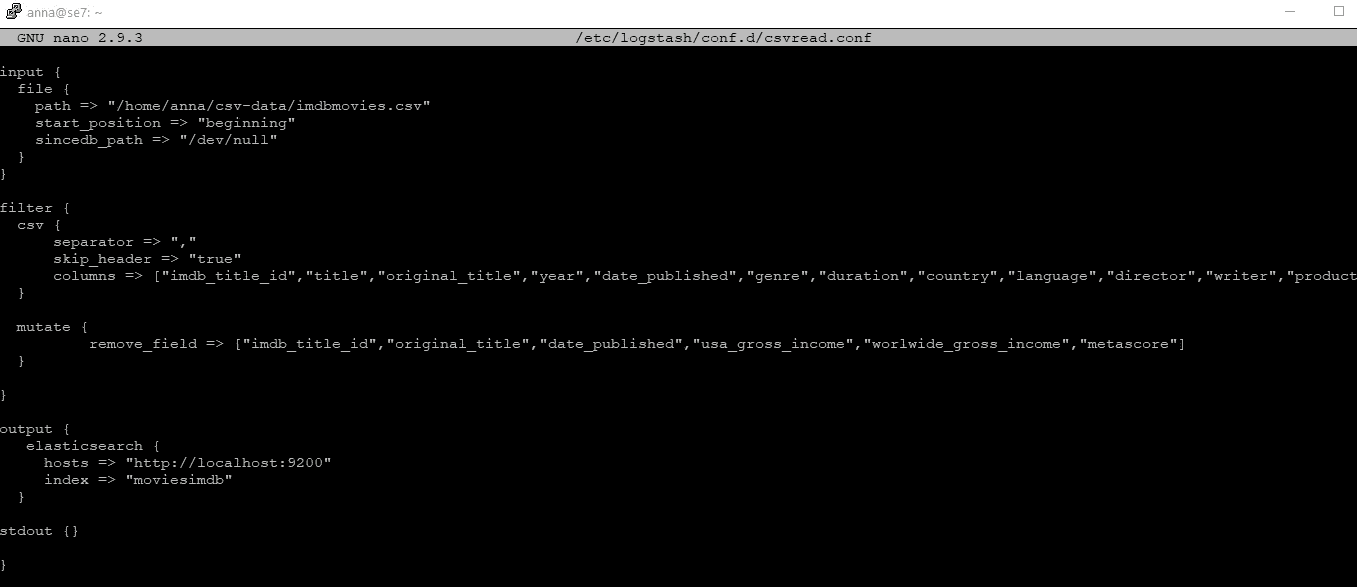 anna@se7: ~
GNU nano 2.9.3 /etc/logstash/conf.d/csvread.conf
input {
  file {
    path => "/home/anna/csv-data/imdbmovies.csv"
    start_position => "beginning"
    sincedb_path => "/dev/null"
  }
}
filter {
  csv {
      separator => ","
      skip_header => "true"
      columns => ["imdb_title_id","title","original_title","year","date_published","genre","duration","country","language","director","writer","product
  }
  mutate {
          remove_field => ["imdb_title_id","original_title","date_published","usa_gross_income","worlwide_gross_income","metascore"]
  }
}
output {
   elasticsearch {
     hosts => "http://localhost:9200"
     index => "moviesimdb"
  }
stdout {}
}